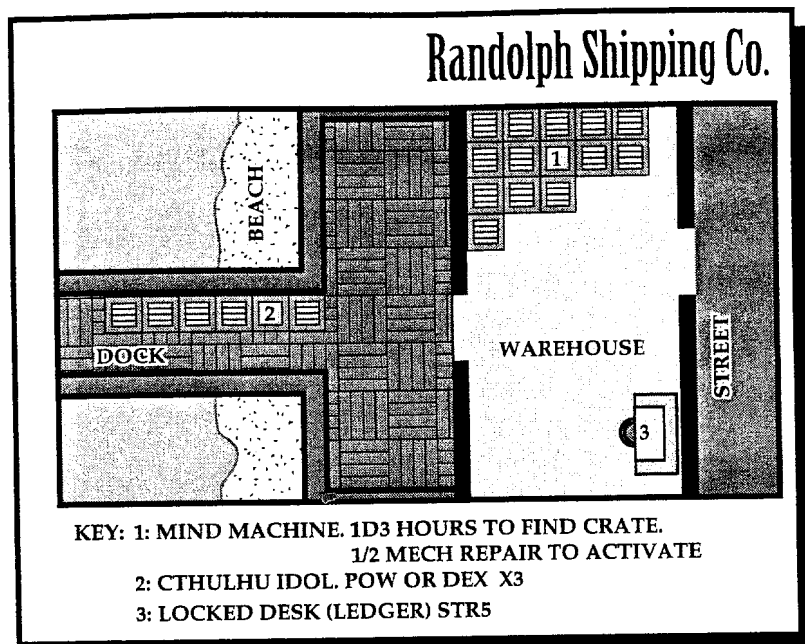 Randolph Shipping Co.
BEACH
1
2
DOCK
WAREHOUSE
STREET
3
KEY: 1: MIND MACHINE. 1D3 HOURS TO FIND CRATE.
1/2 MECH REPAIR TO ACTIVATE
2: CTHULHU IDOL. POW OR DEX X3
3: LOCKED DESK (LEDGER) STR5